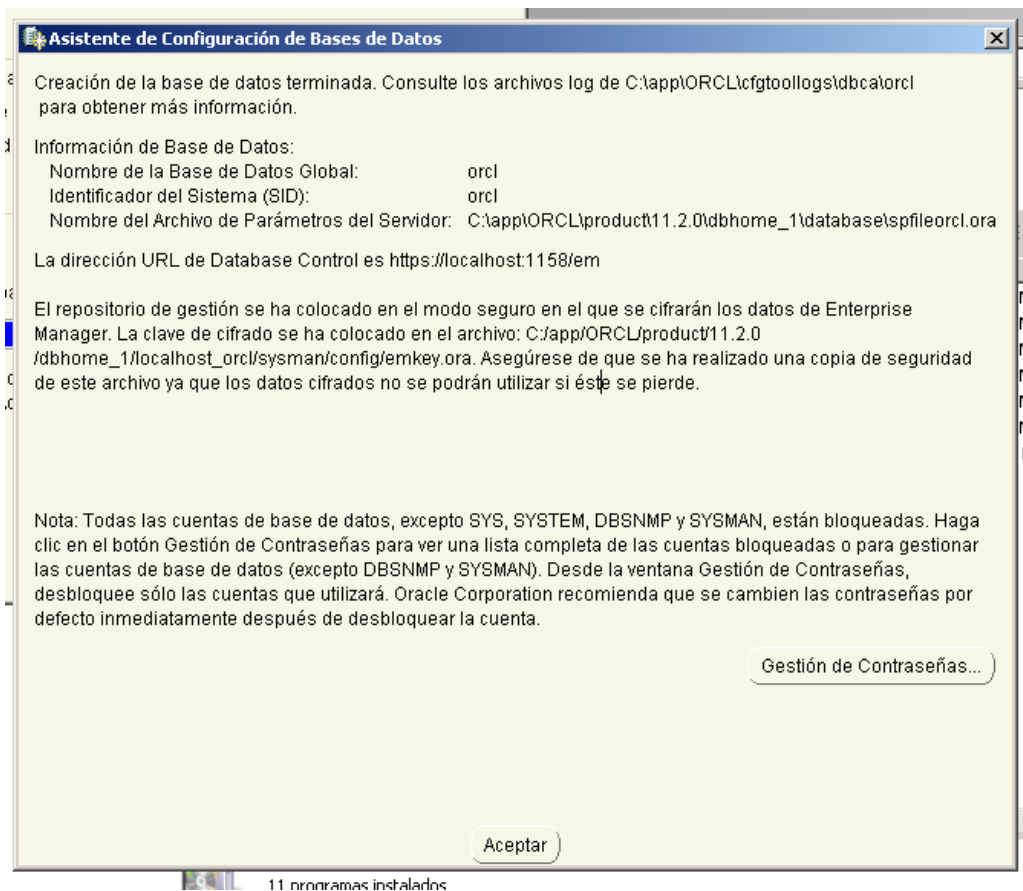 Asistente de Configuración de Bases de Datos
Creación de la base de datos terminada. Consulte los archivos log de C:\app\ORCL\cfgtoollogs\dbca\orcl
para obtener más información.
Información de Base de Datos:
Nombre de la Base de Datos Global: orcl
Identificador del Sistema (SID): orcl
Nombre del Archivo de Parámetros del Servidor: C:\app\ORCL\product\11.2.0\dbhome_1\database\spfileorcl.ora
La dirección URL de Database Control es https://localhost:1158/em
El repositorio de gestión se ha colocado en el modo seguro en el que se cifrarán los datos de Enterprise
Manager. La clave de cifrado se ha colocado en el archivo: C:/app/ORCL/product/11.2.0
/dbhome_1/localhost_orcl/sysman/config/emkey.ora. Asegúrese de que se ha realizado una copia de seguridad
de este archivo ya que los datos cifrados no se podrán utilizar si éste se pierde.
Nota: Todas las cuentas de base de datos, excepto SYS, SYSTEM, DBSNMP y SYSMAN, están bloqueadas. Haga
clic en el botón Gestión de Contraseñas para ver una lista completa de las cuentas bloqueadas o para gestionar
las cuentas de base de datos (excepto DBSNMP y SYSMAN). Desde la ventana Gestión de Contraseñas,
desbloquee sólo las cuentas que utilizará. Oracle Corporation recomienda que se cambien las contraseñas por
defecto inmediatamente después de desbloquear la cuenta.
Gestión de Contraseñas...
Aceptar
11 programas instalados